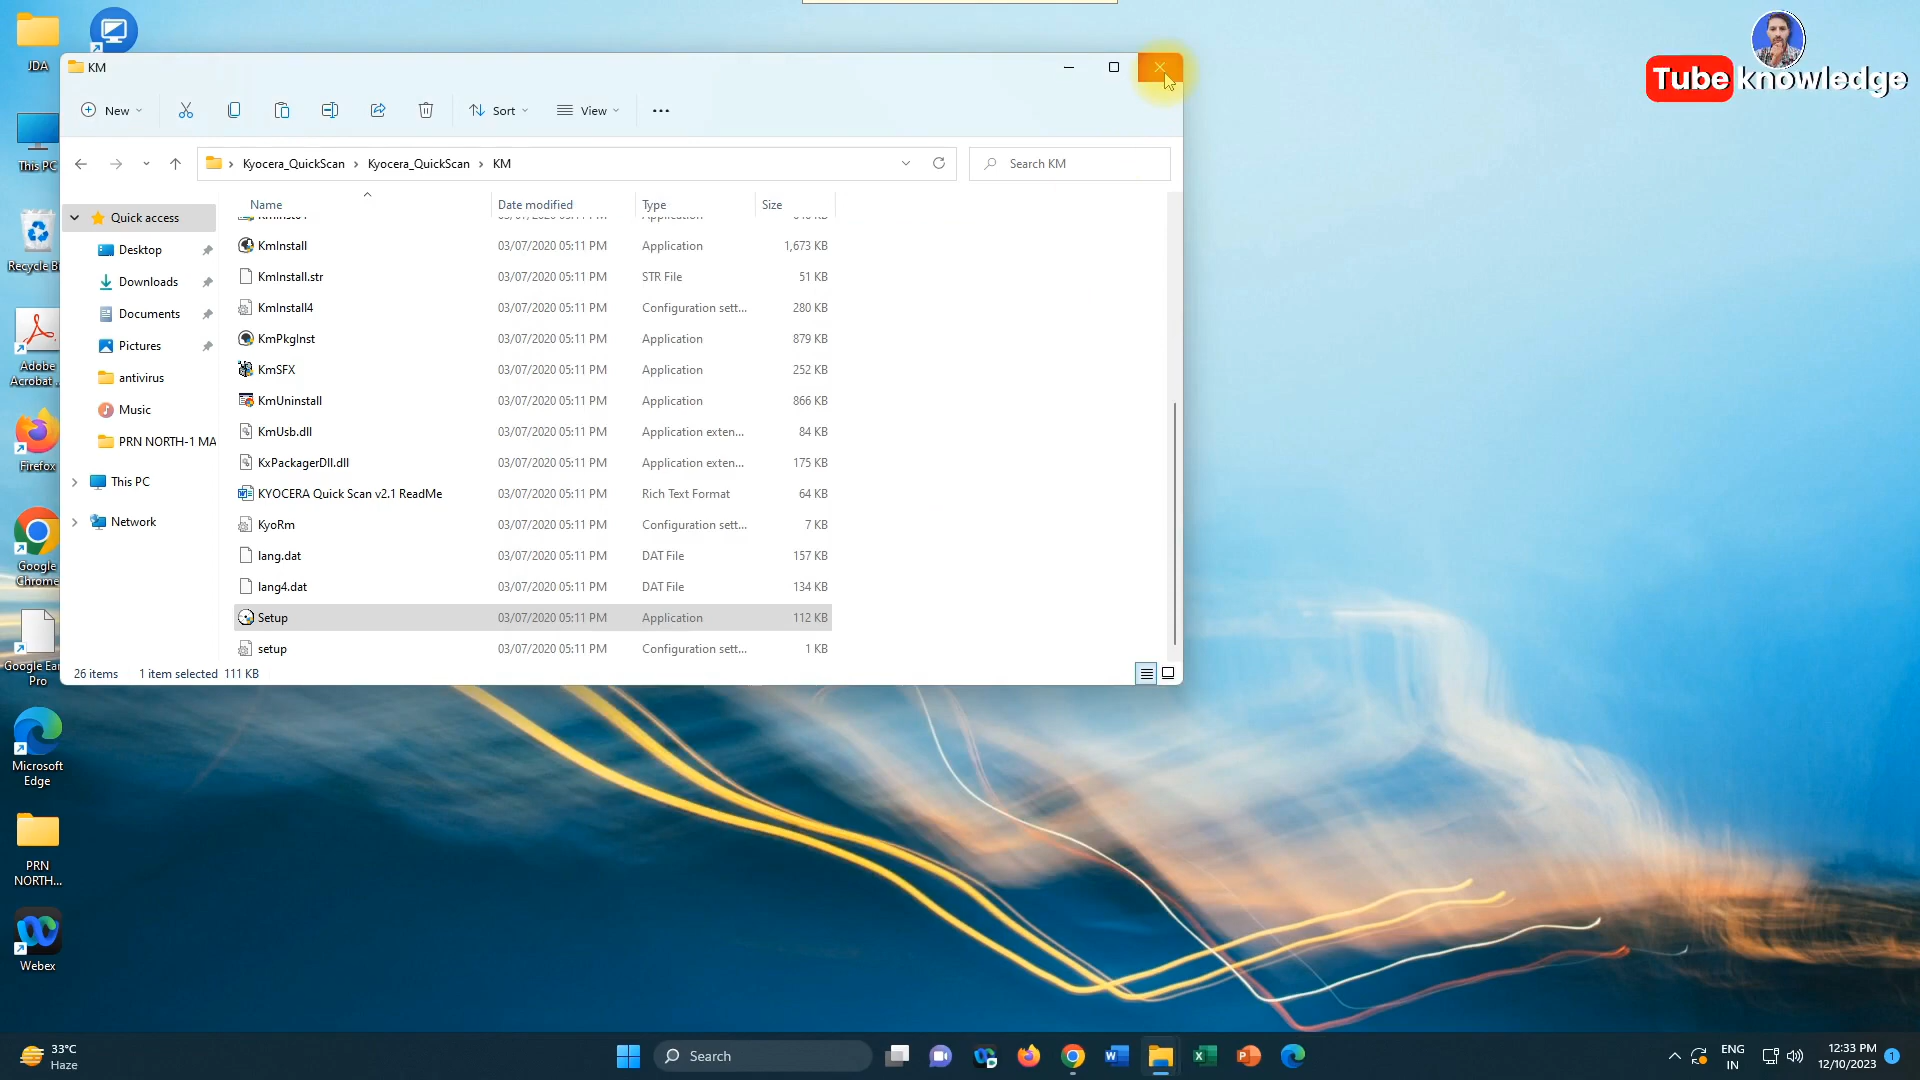 JDA
This PC
Recycle Bi
Adobe
Acrobat ...
Firefox
Google
Chrome
Google Ear
Pro
Microsoft
Edge
PRN
NORTH...
Webex
KM
New
Sort
View
Kyocera_QuickScan
Kyocera_QuickScan
KM
Search KM
Quick access
Desktop
Downloads
Documents
Pictures
antivirus
Music
PRN NORTH-1 MA
This PC
Network
Name Date modified Type Size
KmInstall 03/07/2020 05:11 PM Application 1,673 KB
KmInstall.str 03/07/2020 05:11 PM STR File 51 KB
KmInstall4 03/07/2020 05:11 PM Configuration sett... 280 KB
KmPkgInst 03/07/2020 05:11 PM Application 879 KB
KmSFX 03/07/2020 05:11 PM Application 252 KB
KmUninstall 03/07/2020 05:11 PM Application 866 KB
KmUsb.dll 03/07/2020 05:11 PM Application exten... 84 KB
KxPackagerDll.dll 03/07/2020 05:11 PM Application exten... 175 KB
KYOCERA Quick Scan v2.1 ReadMe 03/07/2020 05:11 PM Rich Text Format 64 KB
KyoRm 03/07/2020 05:11 PM Configuration sett... 7 KB
lang.dat 03/07/2020 05:11 PM DAT File 157 KB
lang4.dat 03/07/2020 05:11 PM DAT File 134 KB
Setup 03/07/2020 05:11 PM Application 112 KB
setup 03/07/2020 05:11 PM Configuration sett... 1 KB
26 items 1 item selected 111 KB
Tube knowledge
33°C
Haze
Search
ENG
IN
12:33 PM
12/10/2023
1